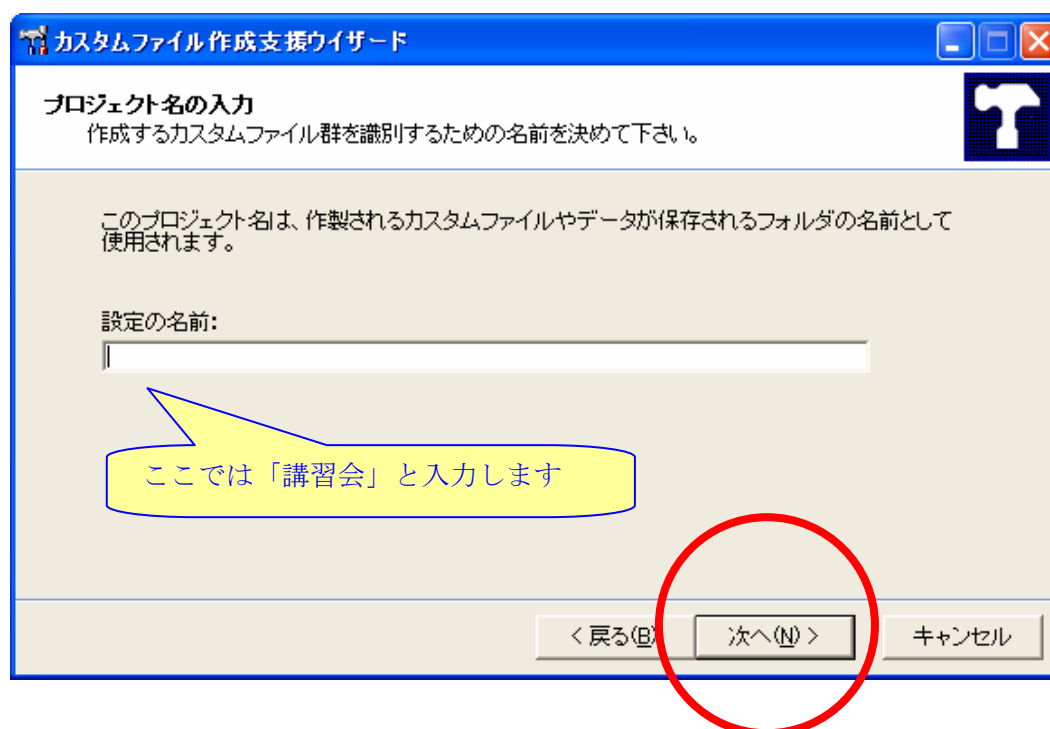 カスタムファイル作成支援ウイザード
プロジェクト名の入力
作成するカスタムファイル群を識別するための名前を決めて下さい。
このプロジェクト名は、作製されるカスタムファイルやデータが保存されるフォルダの名前として
使用されます。
設定の名前:
ここでは「講習会」と入力します
< 戻る(B)
次へ(N) >
キャンセル